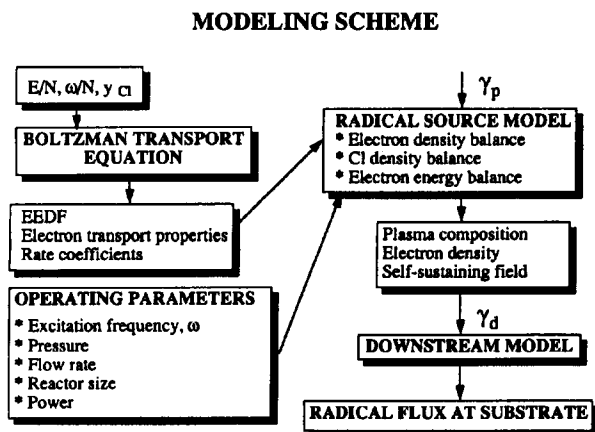 MODELING SCHEME
E/N, ω/N, y Cl
BOLTZMAN TRANSPORT
EQUATION
EEDF
Electron transport properties
Rate coefficients
OPERATING PARAMETERS
* Excitation frequency, ω
* Pressure
* Flow rate
* Reactor size
* Power
γp
RADICAL SOURCE MODEL
* Electron density balance
* Cl density balance
* Electron energy balance
Plasma composition
Electron density
Self-sustaining field
γd
DOWNSTREAM MODEL
RADICAL FLUX AT SUBSTRATE